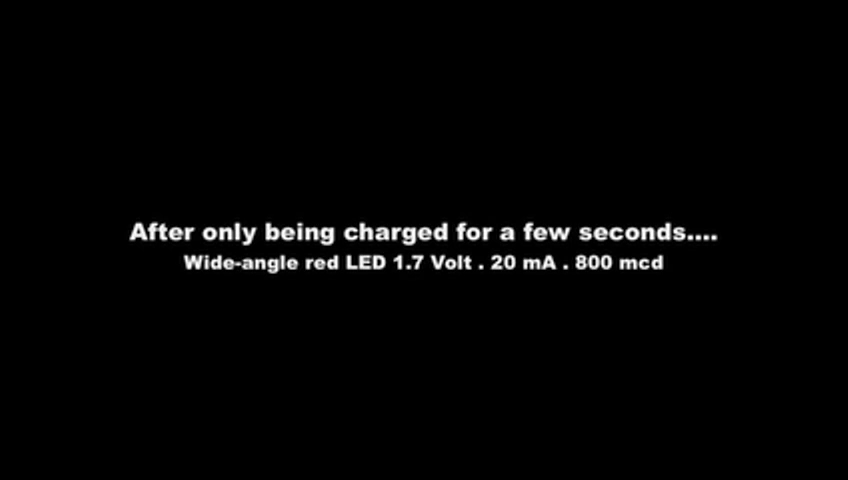 After only being charged for a few seconds....
Wide-angle red LED 1.7 Volt . 20 mA . 800 mcd